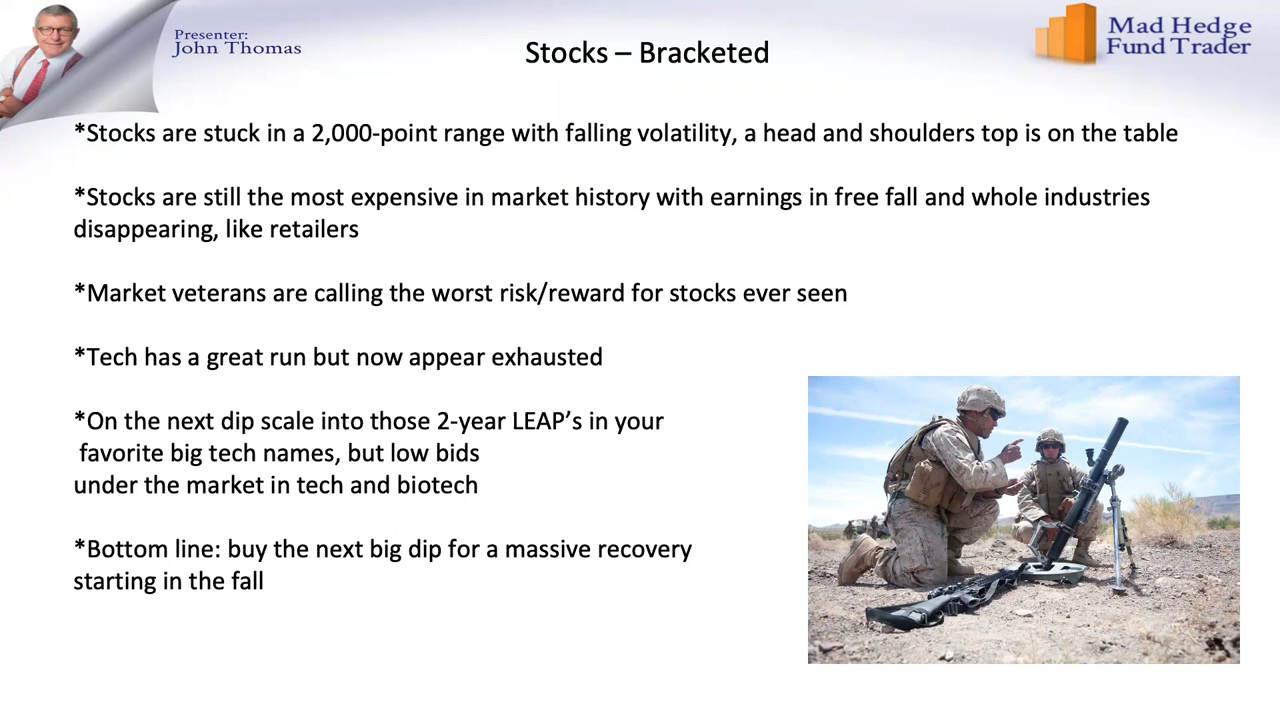 Presenter:
John Thomas
Stocks – Bracketed
Mad Hedge
Fund Trader
*Stocks are stuck in a 2,000-point range with falling volatility, a head and shoulders top is on the table
*Stocks are still the most expensive in market history with earnings in free fall and whole industries
disappearing, like retailers
*Market veterans are calling the worst risk/reward for stocks ever seen
*Tech has a great run but now appear exhausted
*On the next dip scale into those 2-year LEAP’s in your
favorite big tech names, but low bids
under the market in tech and biotech
*Bottom line: buy the next big dip for a massive recovery
starting in the fall